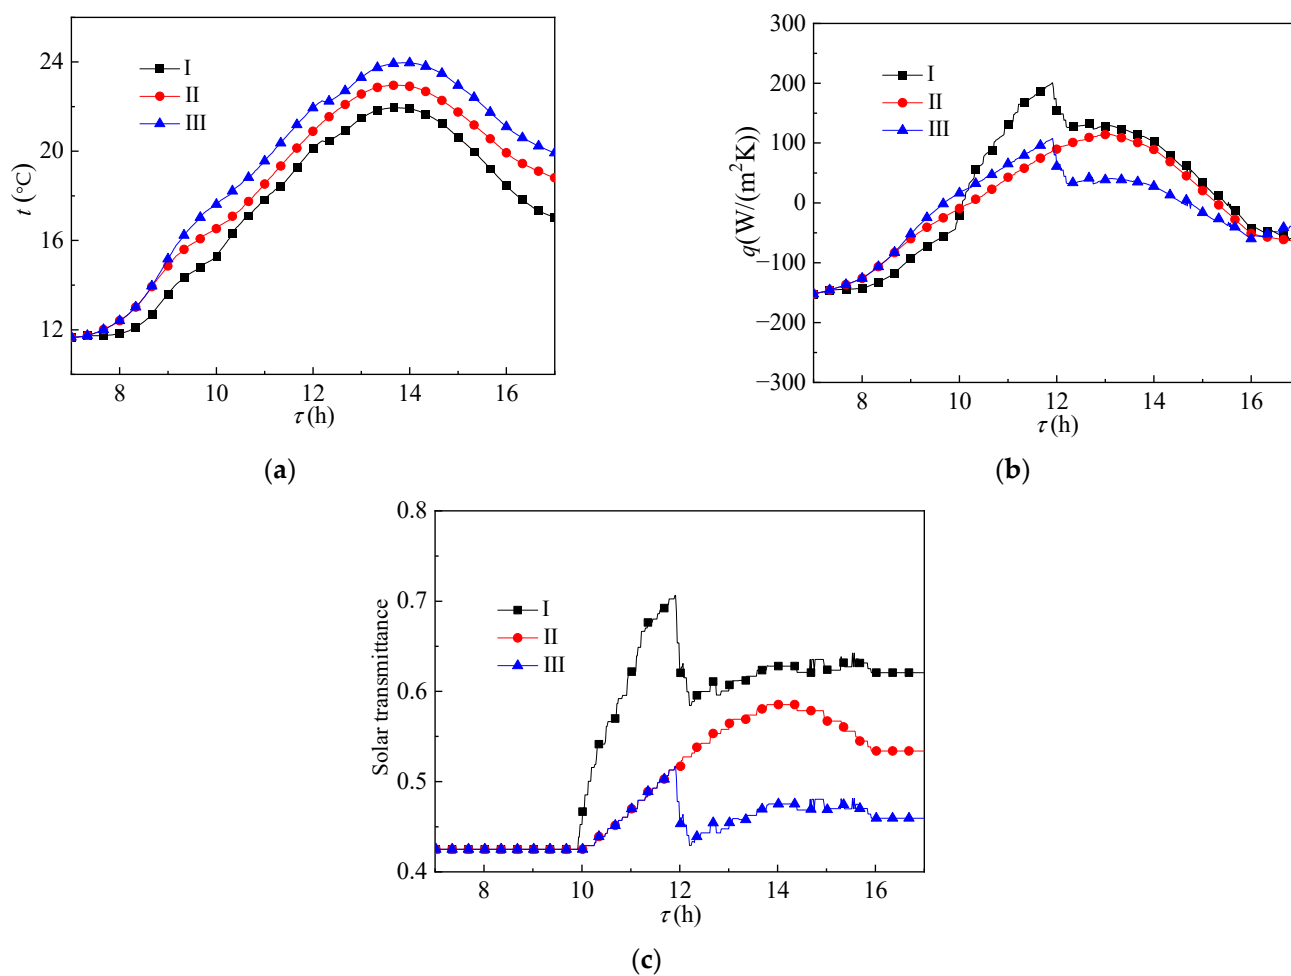 t (°C)
24
20
16
12
I
II
III
8
10
12
14
16
τ (h)
(a)
q(W/(m²K))
300
200
100
0
−100
−200
−300
I
II
III
8
10
12
14
16
τ (h)
(b)
Solar transmittance
0.8
0.7
0.6
0.5
0.4
I
II
III
8
10
12
14
16
τ (h)
(c)